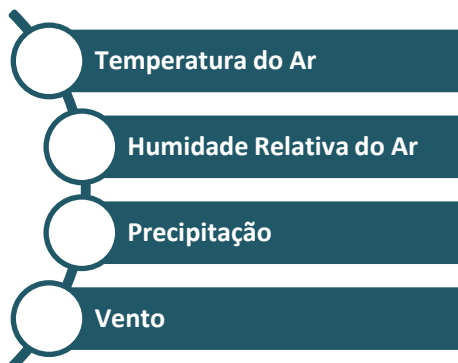 Temperatura do Ar
Humidade Relativa do Ar
Precipitação
Vento